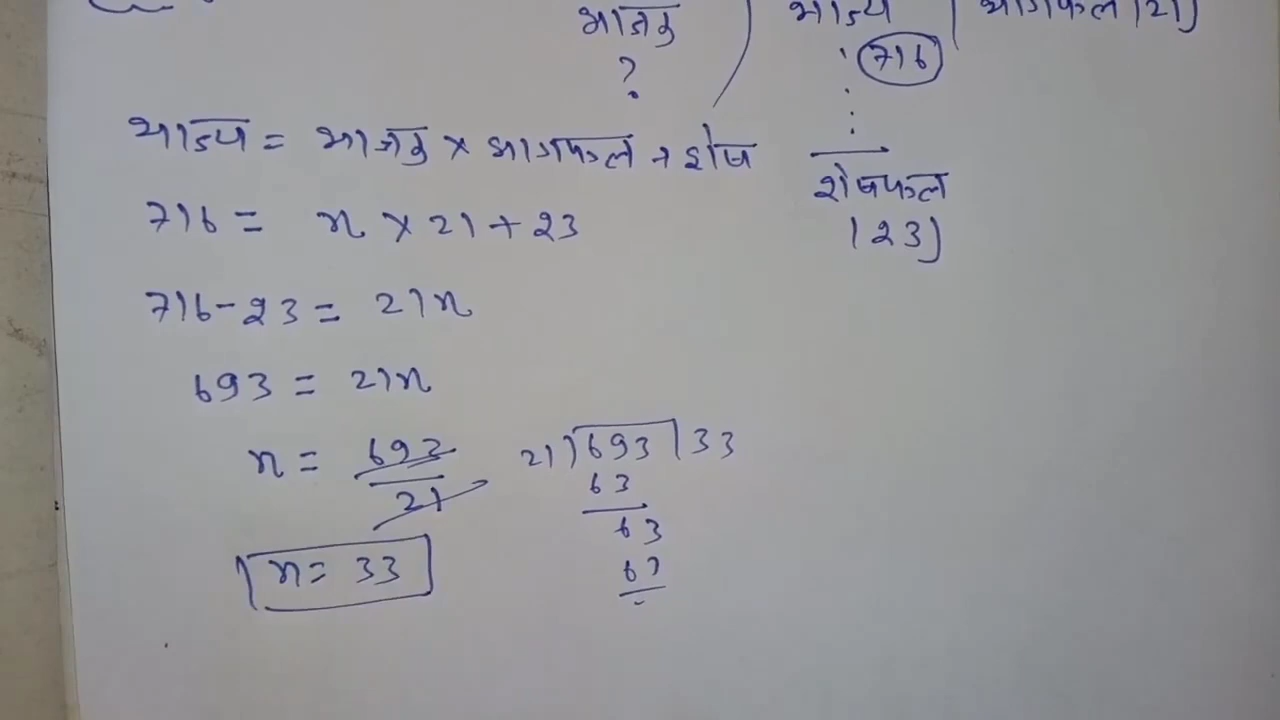 भाजक ) भाज्य | भागफल (21)
? 716
भाज्य = भाजक × भागफल + शेष
शेषफल
716 = n × 21 + 23
(23)
716 - 23 = 21n
693 = 21n
n = 693/21
21)693(33
63
63
63
n = 33